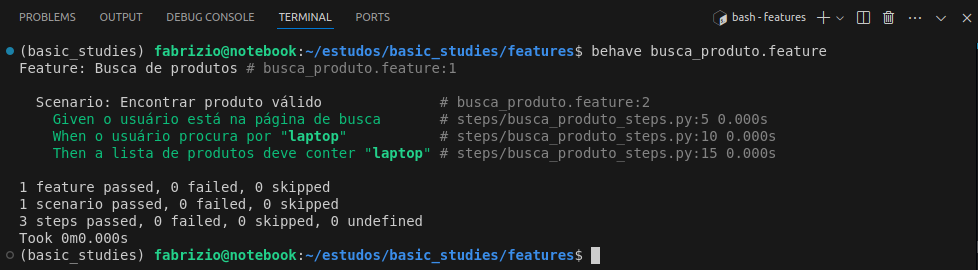 PROBLEMS OUTPUT DEBUG CONSOLE TERMINAL PORTS bash - features
(basic_studies) fabrizio@notebook:~/estudos/basic_studies/features$ behave busca_produto.feature
Feature: Busca de produtos # busca_produto.feature:1
Scenario: Encontrar produto válido # busca_produto.feature:2
Given o usuário está na página de busca # steps/busca_produto_steps.py:5 0.000s
When o usuário procura por "laptop" # steps/busca_produto_steps.py:10 0.000s
Then a lista de produtos deve conter "laptop" # steps/busca_produto_steps.py:15 0.000s
1 feature passed, 0 failed, 0 skipped
1 scenario passed, 0 failed, 0 skipped
3 steps passed, 0 failed, 0 skipped, 0 undefined
Took 0m0.000s
(basic_studies) fabrizio@notebook:~/estudos/basic_studies/features$